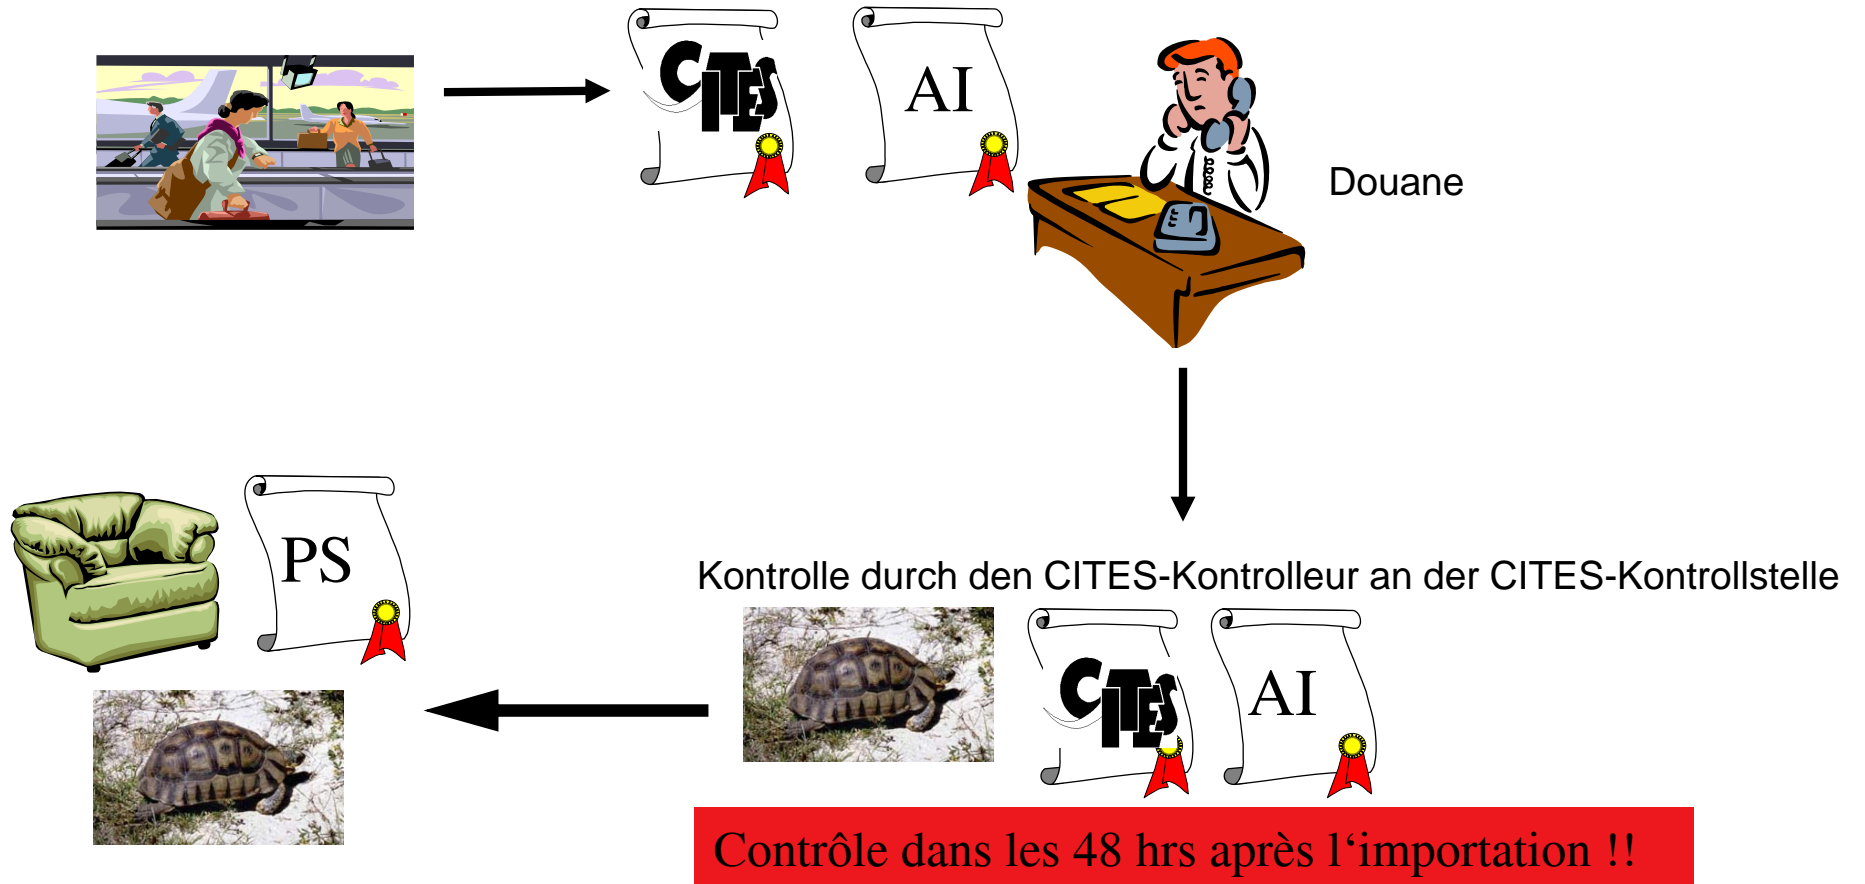 CITES
AI
Douane
PS
Kontrolle durch den CITES-Kontrolleur an der CITES-Kontrollstelle
CITES
AI
Contrôle dans les 48 hrs après l‘importation !!